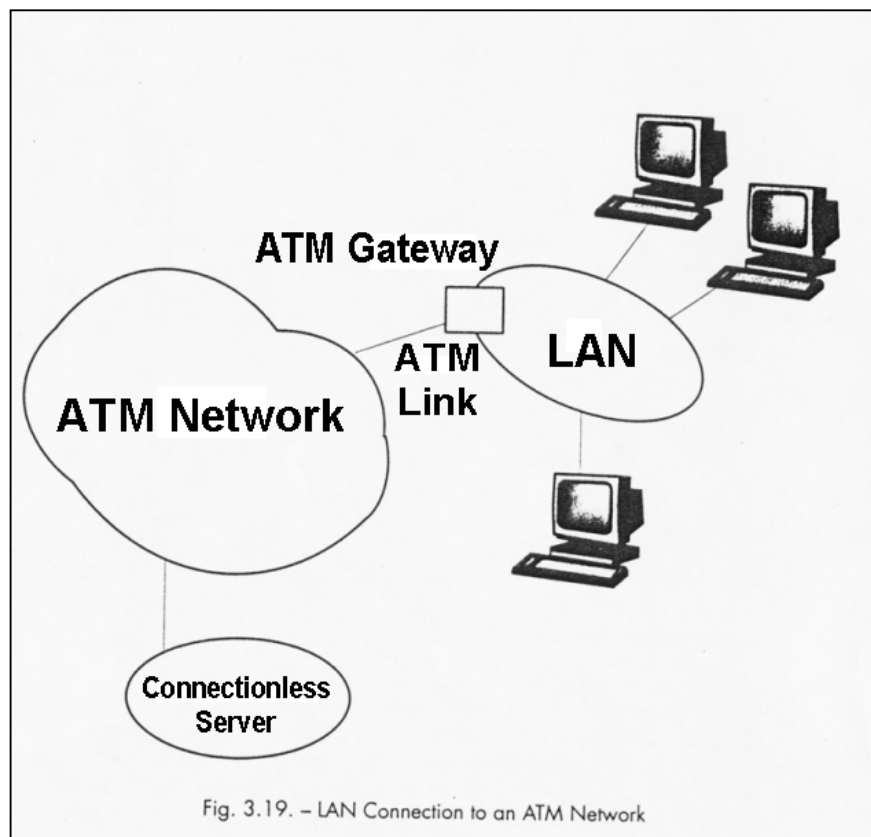 ATM Gateway
ATM
Link
LAN
ATM Network
Connectionless
Server
Fig. 3.19. – LAN Connection to an ATM Network